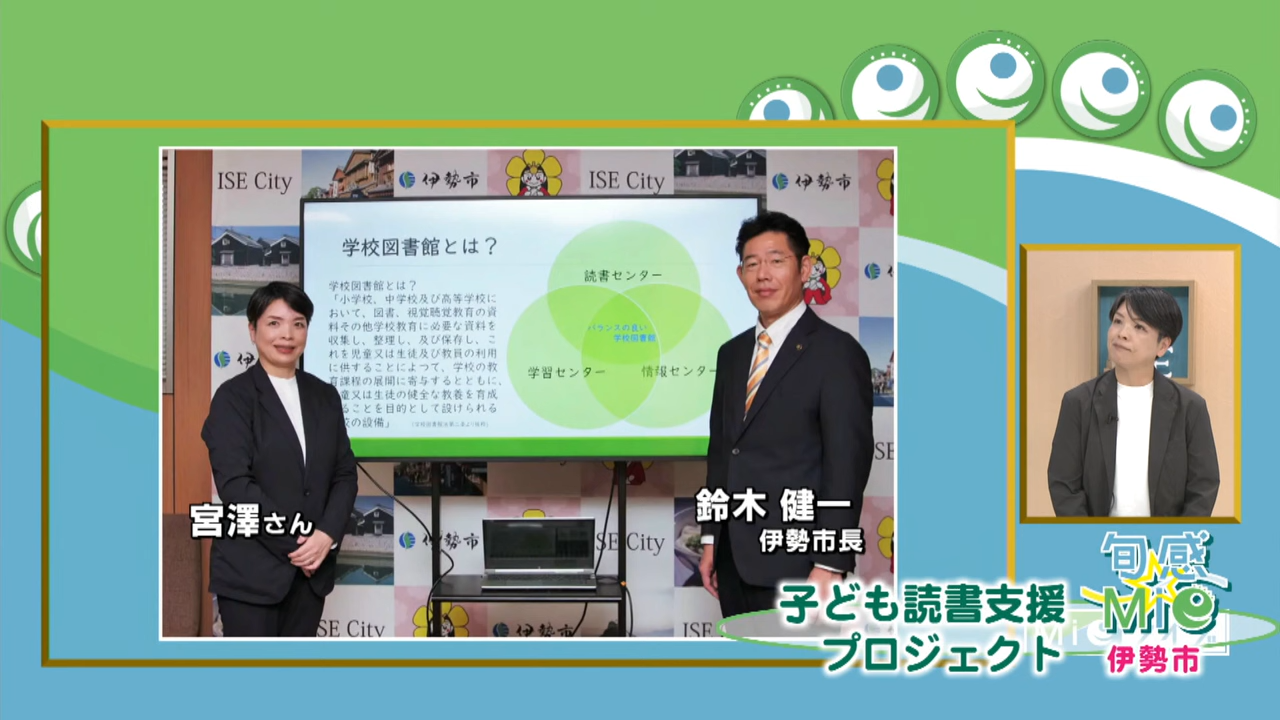 ISE City
伊勢市
ISE City
伊勢市
学校図書館とは？
学校図書館とは？
「小学校、中学校及び高等学校に
おいて、図書、視覚聴覚教育の資
料その他学校教育に必要な資料を
収集し、整理し、及び保存し、こ
れを児童又は生徒及び教員の利用
に供することによつて、学校の教
育課程の展開に寄与するとともに、
童又は生徒の健全な教養を育成
ることを目的として設けられる
校の設備」
読書センター
バランスの良い
学校図書館
学習センター
情報センター
伊勢市
SE City
SE City
伊勢市
ISE
宮澤さん
鈴木 健一
伊勢市長
子ども読書支援
プロジェクト
旬感
Mie
伊勢市